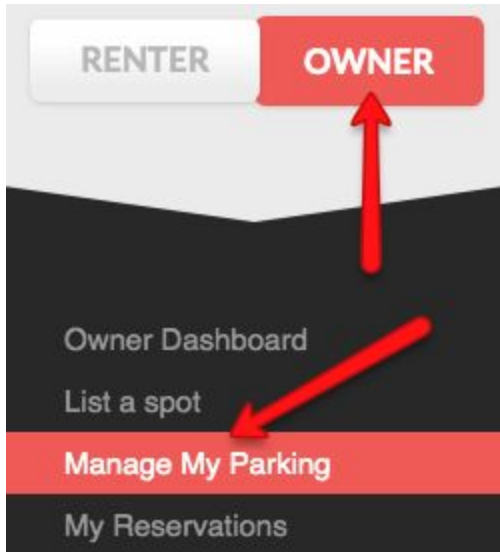 RENTER OWNER
Owner Dashboard
List a spot
Manage My Parking
My Reservations